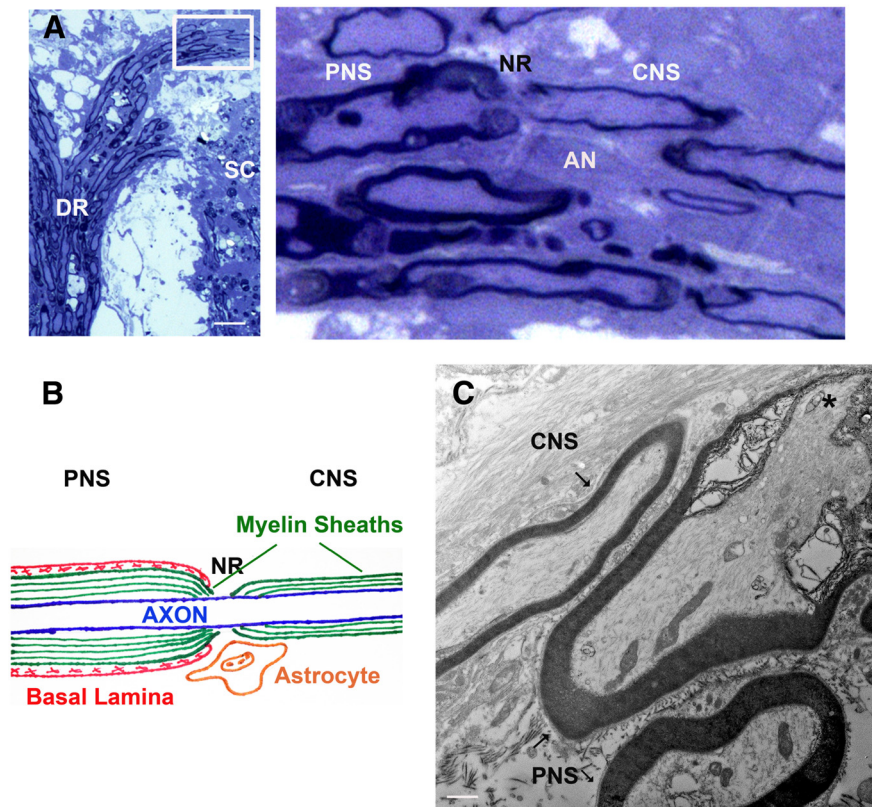 A
SC
DR
PNS
NR
CNS
AN
B
PNS
CNS
Myelin Sheaths
NR
AXON
Astrocyte
Basal Lamina
C
*
CNS
PNS